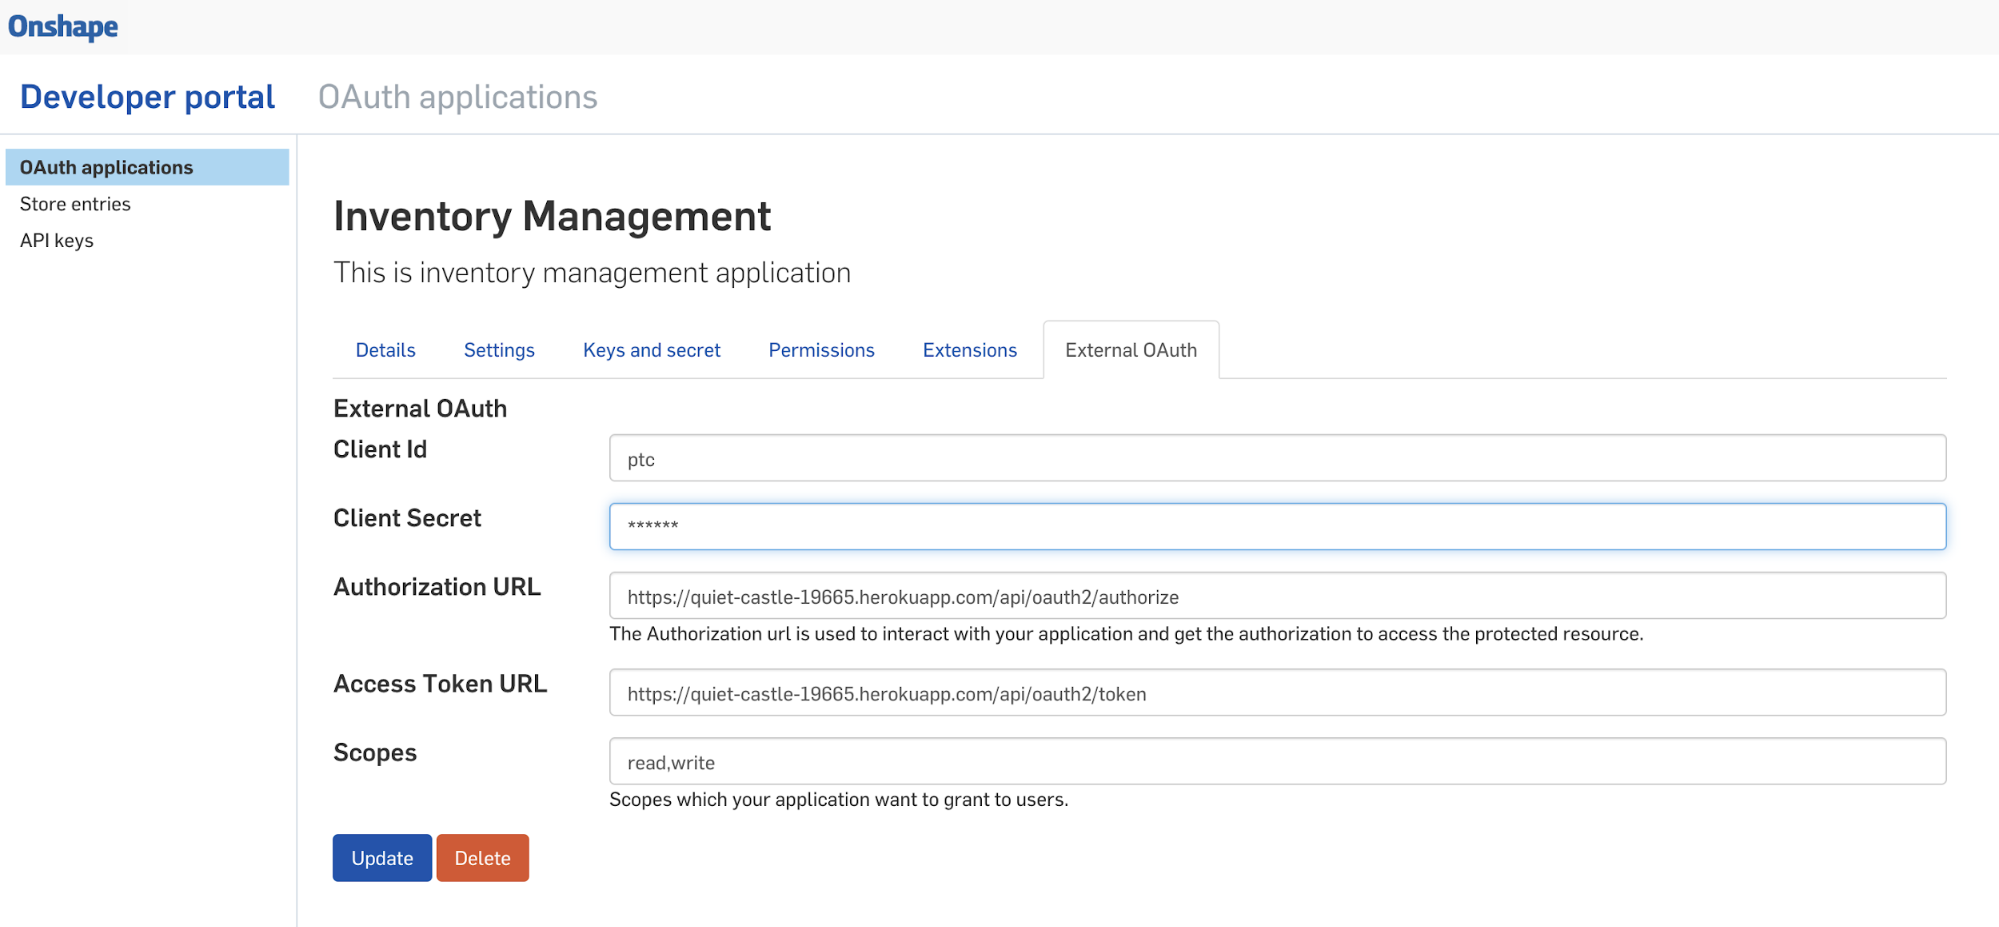 Onshape
Developer portal OAuth applications
OAuth applications
Store entries
API keys
Inventory Management
This is inventory management application
Details Settings Keys and secret Permissions Extensions External OAuth
External OAuth
Client Id ptc
Client Secret ******
Authorization URL https://quiet-castle-19665.herokuapp.com/api/oauth2/authorize
The Authorization url is used to interact with your application and get the authorization to access the protected resource.
Access Token URL https://quiet-castle-19665.herokuapp.com/api/oauth2/token
Scopes read,write
Scopes which your application want to grant to users.
Update Delete